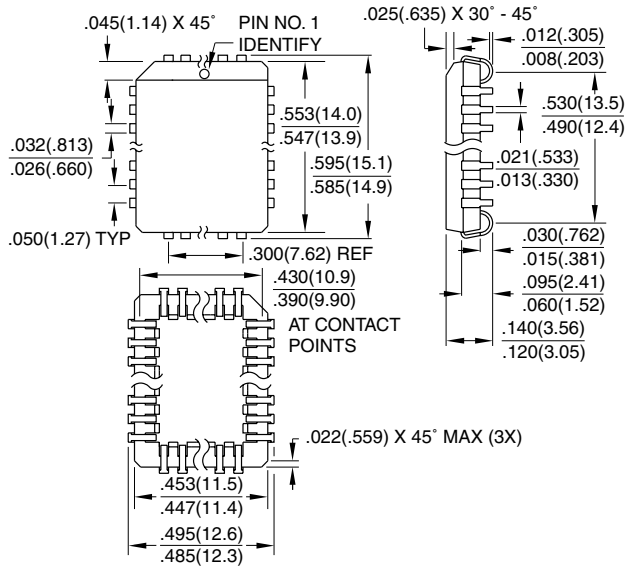 .045(1.14) X 45°
PIN NO. 1
IDENTIFY
.025(.635) X 30° - 45°
.012(.305)
.008(.203)
.553(14.0)
.547(13.9)
.595(15.1)
.585(14.9)
.032(.813)
.026(.660)
.530(13.5)
.490(12.4)
.021(.533)
.013(.330)
.050(1.27) TYP
.300(7.62) REF
.430(10.9)
.390(9.90)
AT CONTACT
POINTS
.030(.762)
.015(.381)
.095(2.41)
.060(1.52)
.140(3.56)
.120(3.05)
.022(.559) X 45° MAX (3X)
.453(11.5)
.447(11.4)
.495(12.6)
.485(12.3)